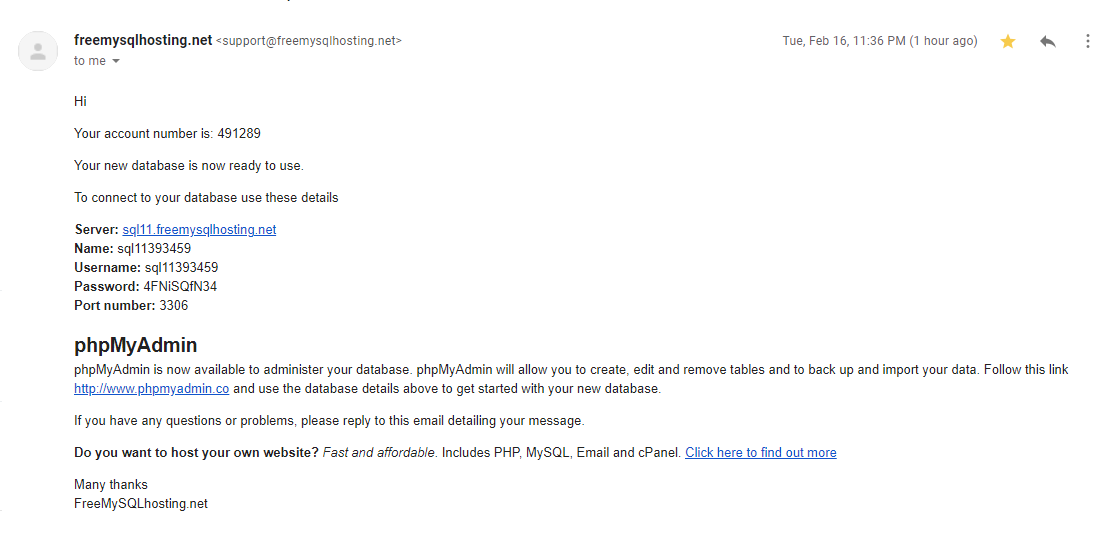 freemysqlhosting.net <support@freemysqlhosting.net>
Tue, Feb 16, 11:36 PM (1 hour ago)
to me
Hi
Your account number is: 491289
Your new database is now ready to use.
To connect to your database use these details
Server: sql11.freemysqlhosting.net
Name: sql11393459
Username: sql11393459
Password: 4FNiSQfN34
Port number: 3306
phpMyAdmin
phpMyAdmin is now available to administer your database. phpMyAdmin will allow you to create, edit and remove tables and to back up and import your data. Follow this link
http://www.phpmyadmin.co and use the database details above to get started with your new database.
If you have any questions or problems, please reply to this email detailing your message.
Do you want to host your own website? Fast and affordable. Includes PHP, MySQL, Email and cPanel. Click here to find out more
Many thanks
FreeMySQLhosting.net